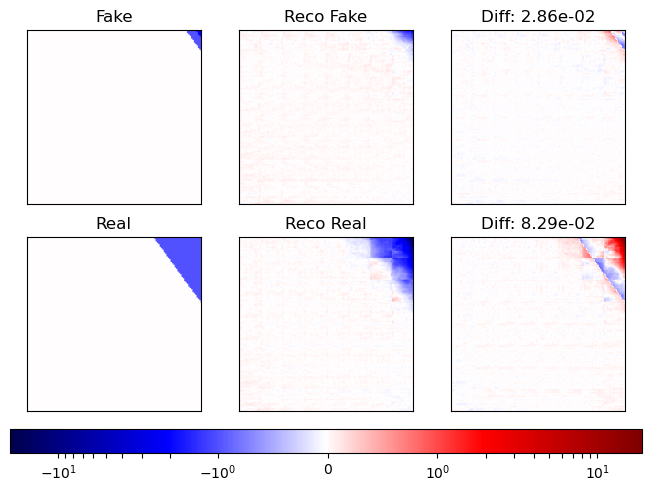 Fake Reco Fake Diff: 2.86e-02
Real Reco Real Diff: 8.29e-02
−10¹ −10⁰ 0 10⁰ 10¹